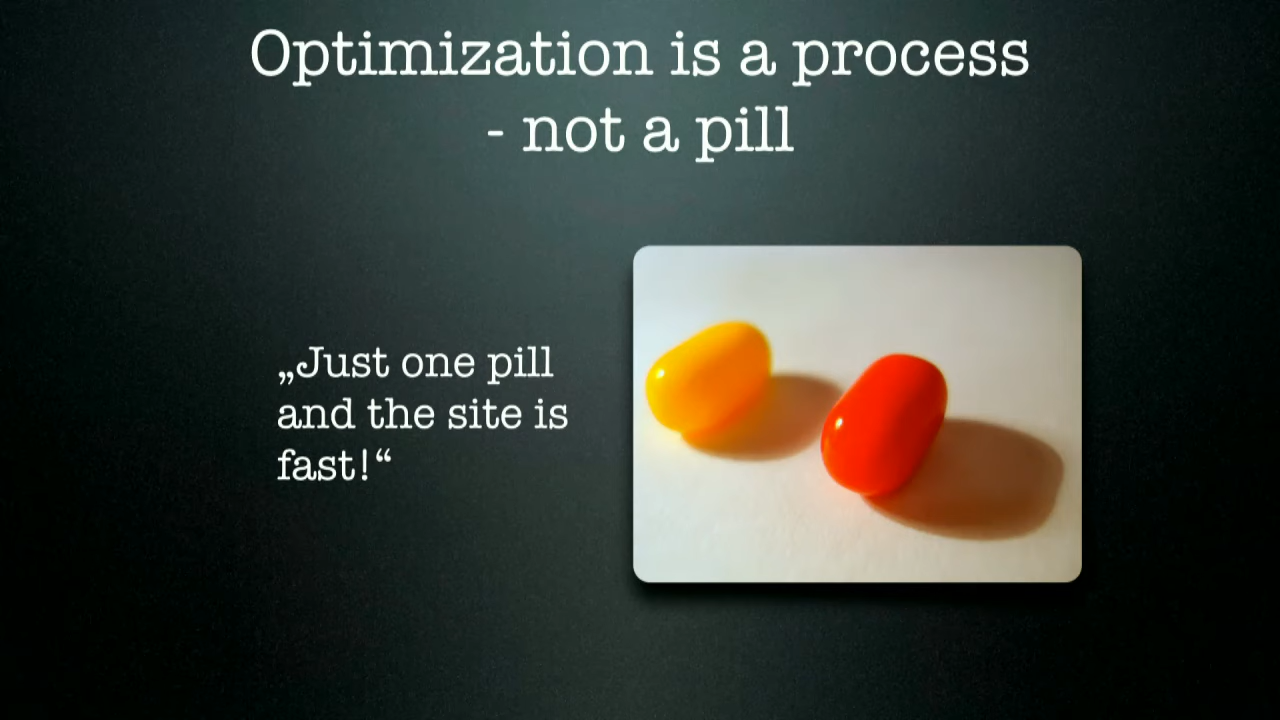 Optimization is a process
- not a pill
„Just one pill
and the site is
fast!“